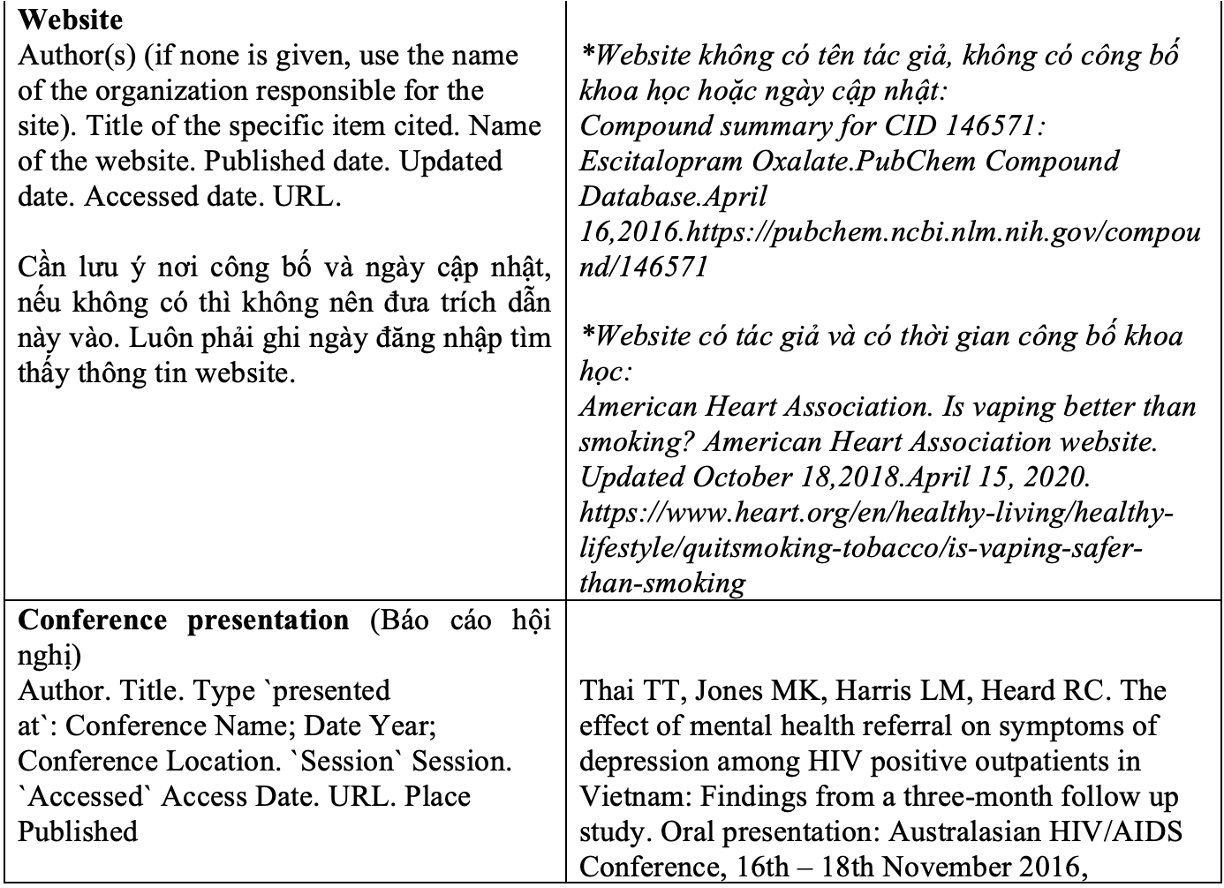 Website
Author(s) (if none is given, use the name
of the organization responsible for the
site). Title of the specific item cited. Name
of the website. Published date. Updated
date. Accessed date. URL.
Cần lưu ý nơi công bố và ngày cập nhật,
nếu không có thì không nên đưa trích dẫn
này vào. Luôn phải ghi ngày đăng nhập tìm
thấy thông tin website.
*Website không có tên tác giả, không có công bố
khoa học hoặc ngày cập nhật:
Compound summary for CID 146571:
Escitalopram Oxalate.PubChem Compound
Database.April
16,2016.https://pubchem.ncbi.nlm.nih.gov/compou
nd/146571
*Website có tác giả và có thời gian công bố khoa
học:
American Heart Association. Is vaping better than
smoking? American Heart Association website.
Updated October 18,2018.April 15, 2020.
https://www.heart.org/en/healthy-living/healthy-
lifestyle/quitsmoking-tobacco/is-vaping-safer-
than-smoking
Conference presentation (Báo cáo hội
nghị)
Author. Title. Type `presented
at`: Conference Name; Date Year;
Conference Location. `Session` Session.
`Accessed` Access Date. URL. Place
Published
Thai TT, Jones MK, Harris LM, Heard RC. The
effect of mental health referral on symptoms of
depression among HIV positive outpatients in
Vietnam: Findings from a three-month follow up
study. Oral presentation: Australasian HIV/AIDS
Conference, 16th – 18th November 2016,